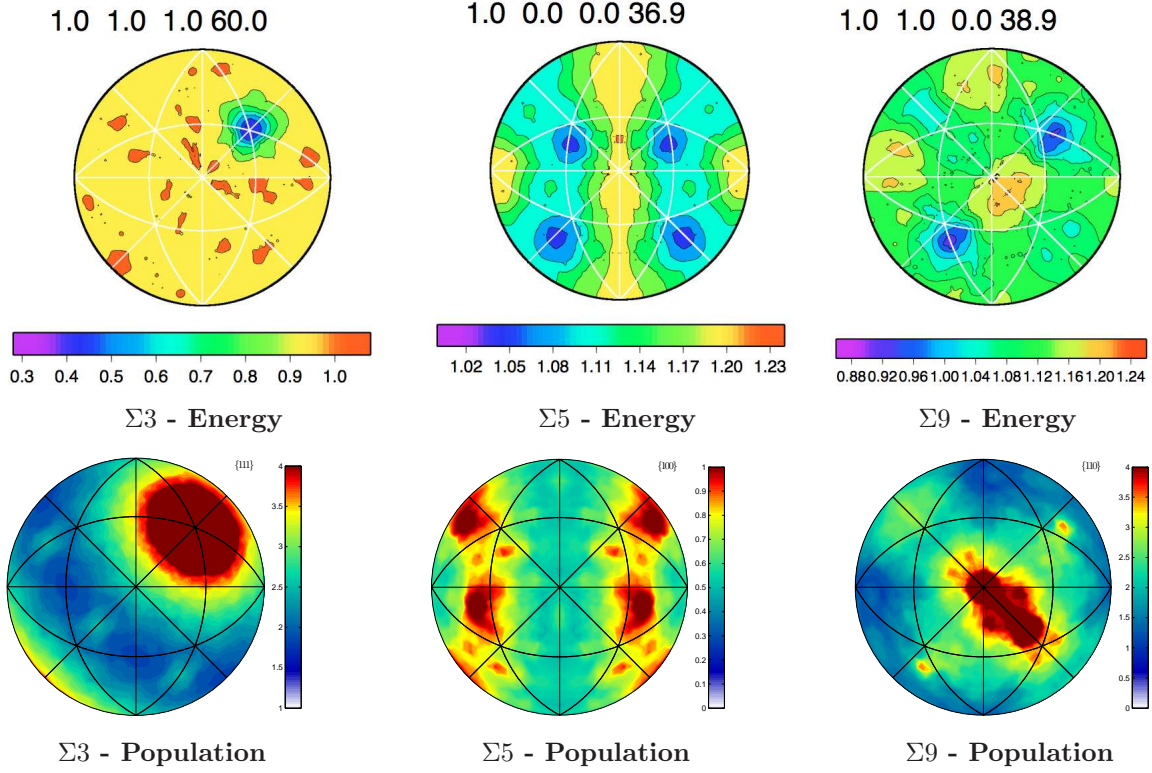 1.0 1.0 1.0 60.0
1.0 0.0 0.0 36.9
1.0 1.0 0.0 38.9
0.3 0.4 0.5 0.6 0.7 0.8 0.9 1.0
1.02 1.05 1.08 1.11 1.14 1.17 1.20 1.23
0.88 0.92 0.96 1.00 1.04 1.08 1.12 1.16 1.20 1.24
Σ3 - Energy
Σ5 - Energy
Σ9 - Energy
{111}
4
3.5
3
2.5
2
1.5
1
{100}
1
0.9
0.8
0.7
0.6
0.5
0.4
0.3
0.2
0.1
0
{110}
4
3.5
3
2.5
2
1.5
1
0.5
0
Σ3 - Population
Σ5 - Population
Σ9 - Population